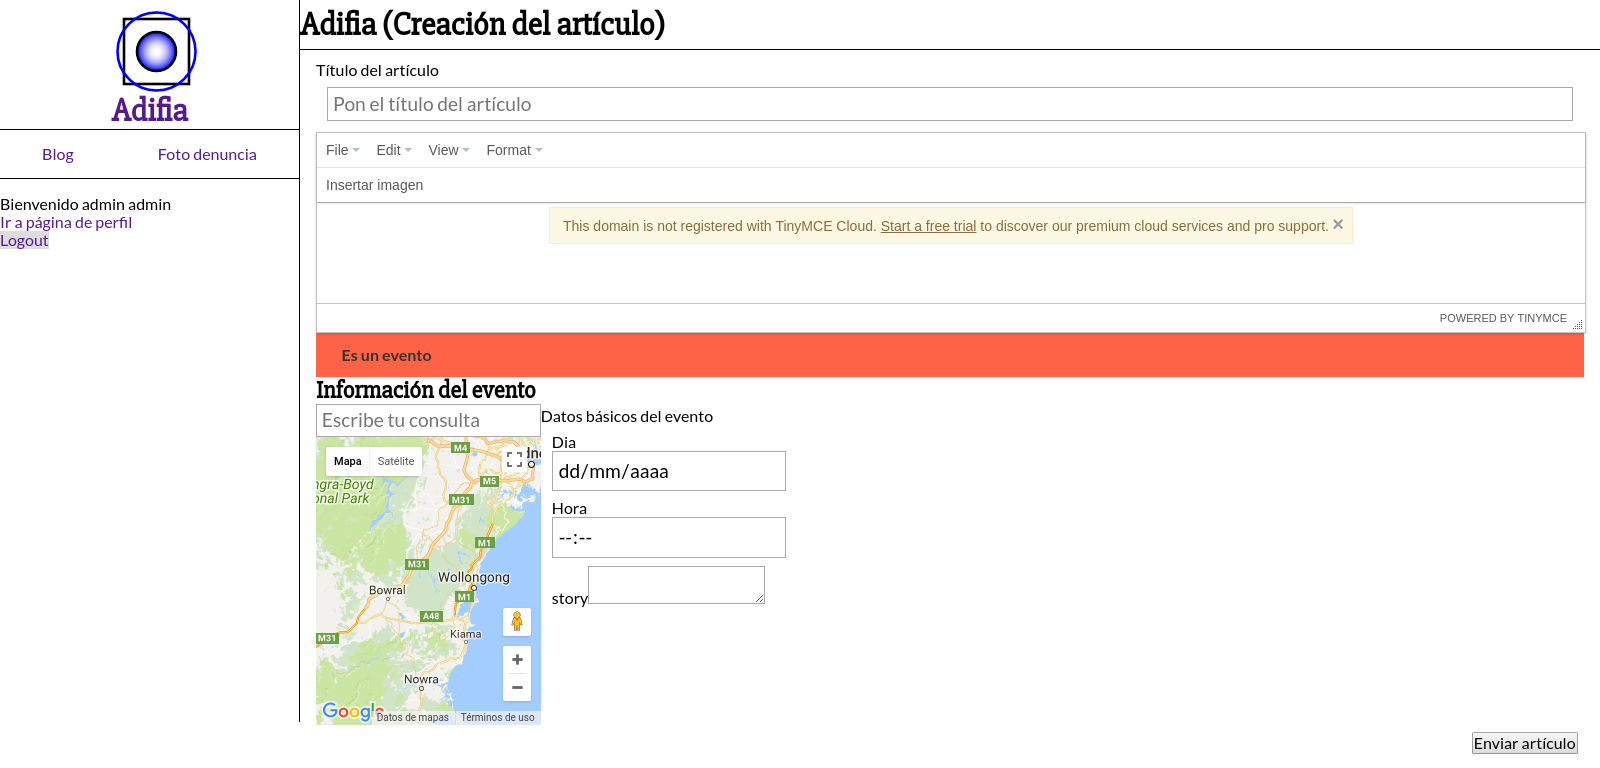 Adifia
Blog
Foto denuncia
Bienvenido admin admin
Ir a página de perfil
Logout
Adifia (Creación del artículo)
Título del artículo
Pon el título del artículo
File
Edit
View
Format
Insertar imagen
This domain is not registered with TinyMCE Cloud. Start a free trial to discover our premium cloud services and pro support. ×
POWERED BY TINYMCE
Es un evento
Información del evento
Escribe tu consulta
Mapa
Satélite
M4
M5
M31
M1
M31
Wollongong
Bowral
M1
A48
Kiama
M31
Nowra
Google
Datos de mapas
Términos de uso
Datos básicos del evento
Dia
dd/mm/aaaa
Hora
--:--
story
Enviar artículo